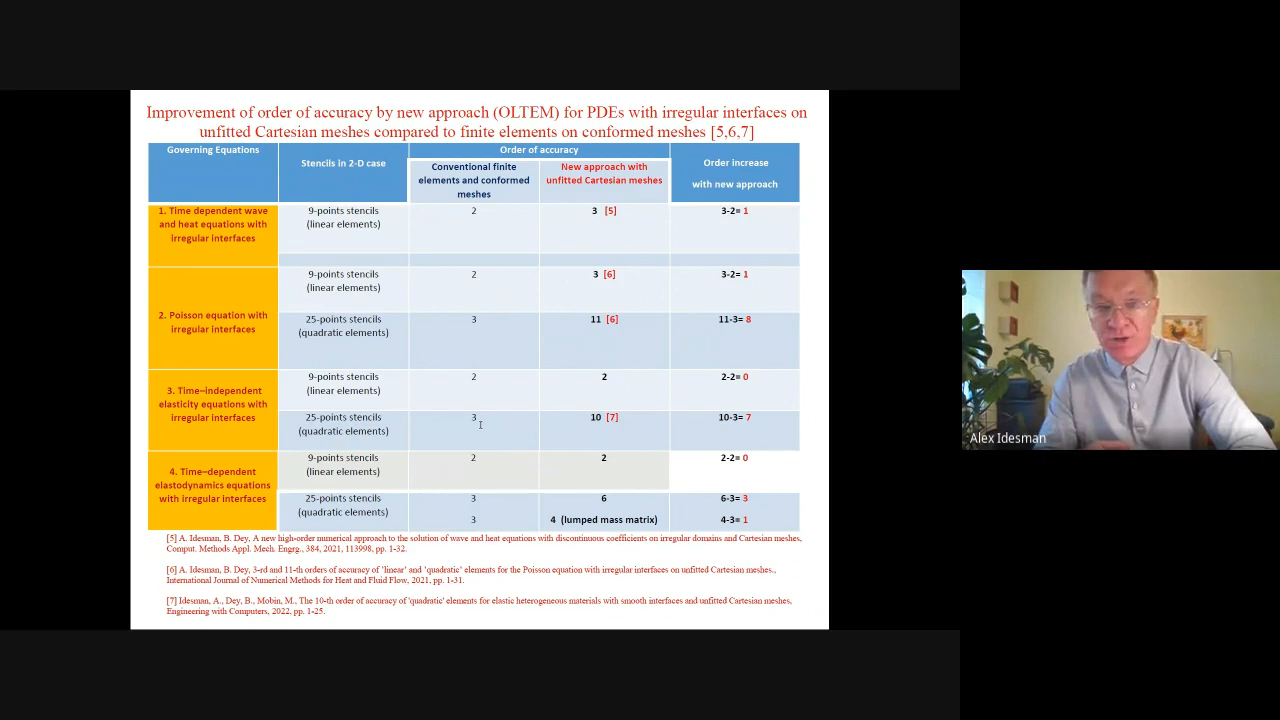 Improvement of order of accuracy by new approach (OLTEM) for PDEs with irregular interfaces on
unfitted Cartesian meshes compared to finite elements on conformed meshes [5,6,7]
Governing Equations
Stencils in 2-D case
Order of accuracy
Conventional finite
elements and conformed
meshes
New approach with
unfitted Cartesian meshes
Order increase
with new approach
1. Time dependent wave
and heat equations with
irregular interfaces
9-points stencils
(linear elements)
2
3 [5]
3-2= 1
2. Poisson equation with
irregular interfaces
9-points stencils
(linear elements)
2
3 [6]
3-2= 1
25-points stencils
(quadratic elements)
3
11 [6]
11-3= 8
3. Time–independent
elasticity equations with
irregular interfaces
9-points stencils
(linear elements)
2
2
2-2= 0
25-points stencils
(quadratic elements)
3
10 [7]
10-3= 7
4. Time–dependent
elastodynamics equations
with irregular interfaces
9-points stencils
(linear elements)
2
2
2-2= 0
25-points stencils
(quadratic elements)
3
6
6-3= 3
3
4 (lumped mass matrix)
4-3= 1
[5] A. Idesman, B. Dey, A new high-order numerical approach to the solution of wave and heat equations with discontinuous coefficients on irregular domains and Cartesian meshes,
Comput. Methods Appl. Mech. Engrg., 384, 2021, 113998, pp. 1-32.
[6] A. Idesman, B. Dey, 3-rd and 11-th orders of accuracy of 'linear' and 'quadratic' elements for the Poisson equation with irregular interfaces on unfitted Cartesian meshes.,
International Journal of Numerical Methods for Heat and Fluid Flow, 2021, pp. 1-31.
[7] Idesman, A., Dey, B., Mobin, M., The 10-th order of accuracy of 'quadratic' elements for elastic heterogeneous materials with smooth interfaces and unfitted Cartesian meshes,
Engineering with Computers, 2022, pp. 1-25.
Alex Idesman